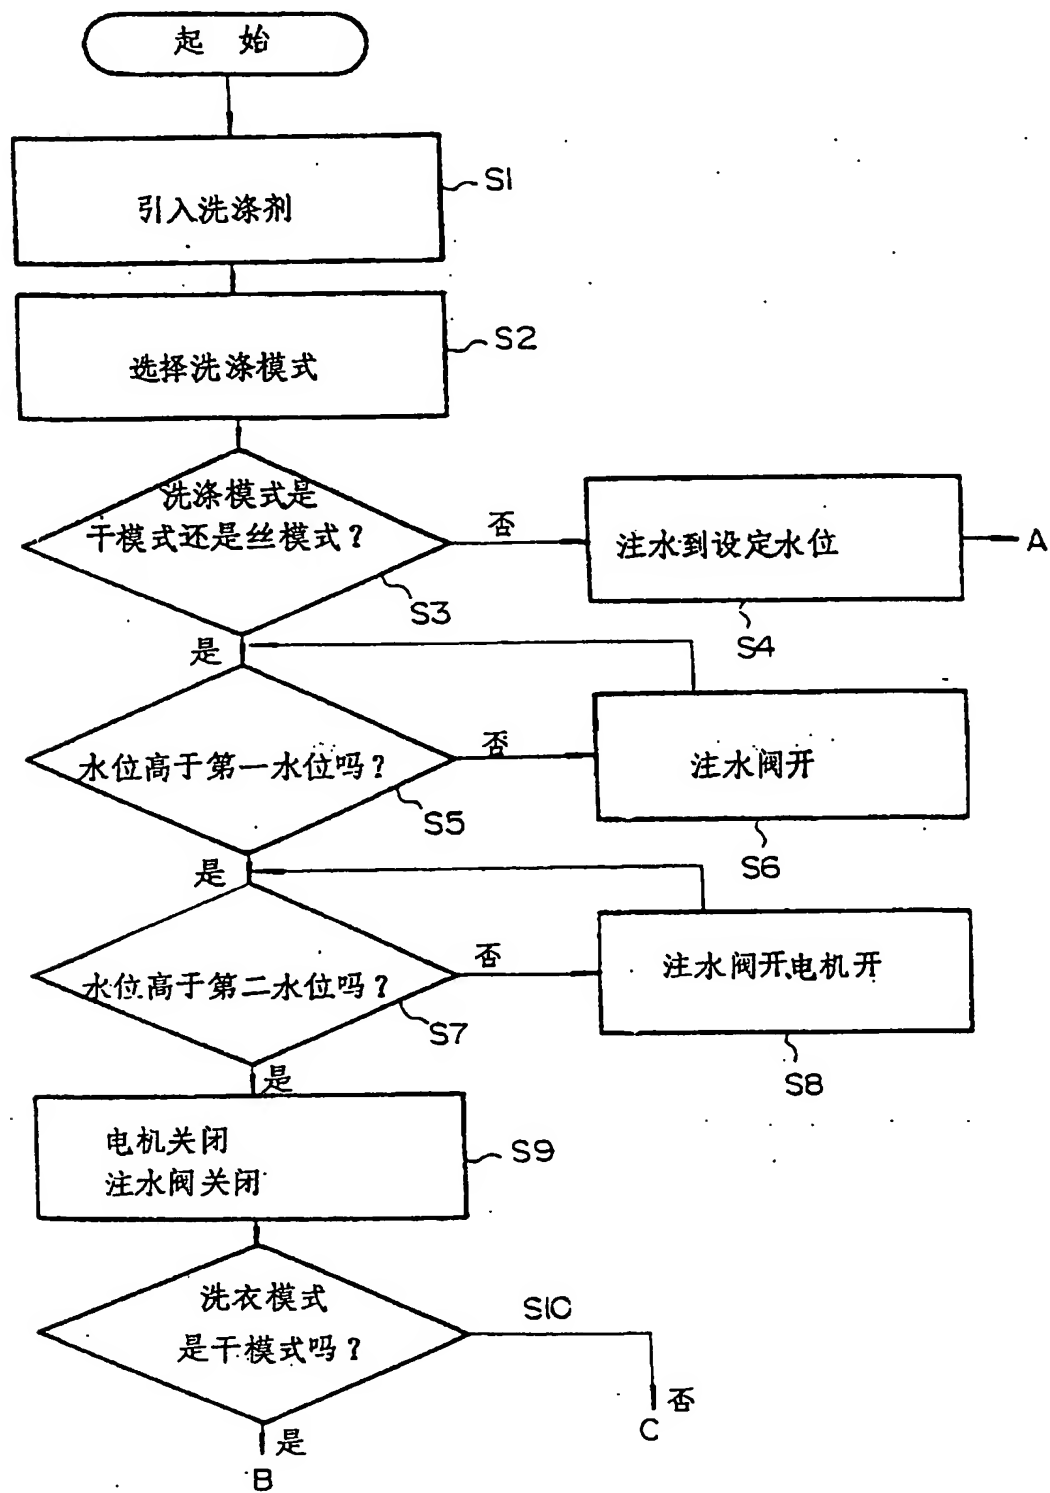 起 始
引入洗涤剂
S1
选择洗涤模式
S2
洗涤模式是
干模式还是丝模式？
S3
否
注水到设定水位
S4
A
是
水位高于第一水位吗？
S5
否
注水阀开
S6
是
水位高于第二水位吗？
S7
否
注水阀开电机开
S8
是
电机关闭
注水阀关闭
S9
洗衣模式
是干模式吗？
S10
否
C
是
B